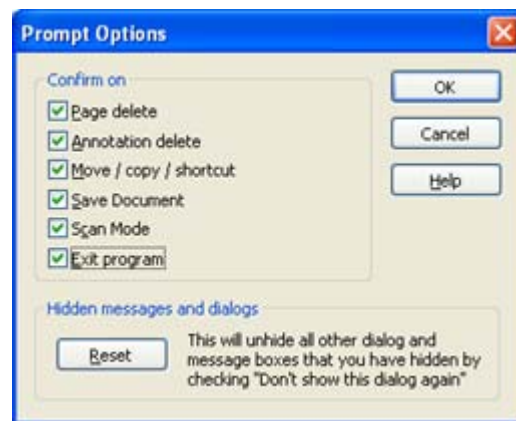 Prompt Options
Confirm on
Page delete
Annotation delete
Move / copy / shortcut
Save Document
Scan Mode
Exit program
OK
Cancel
Help
Hidden messages and dialogs
Reset
This will unhide all other dialog and
message boxes that you have hidden by
checking "Don't show this dialog again"